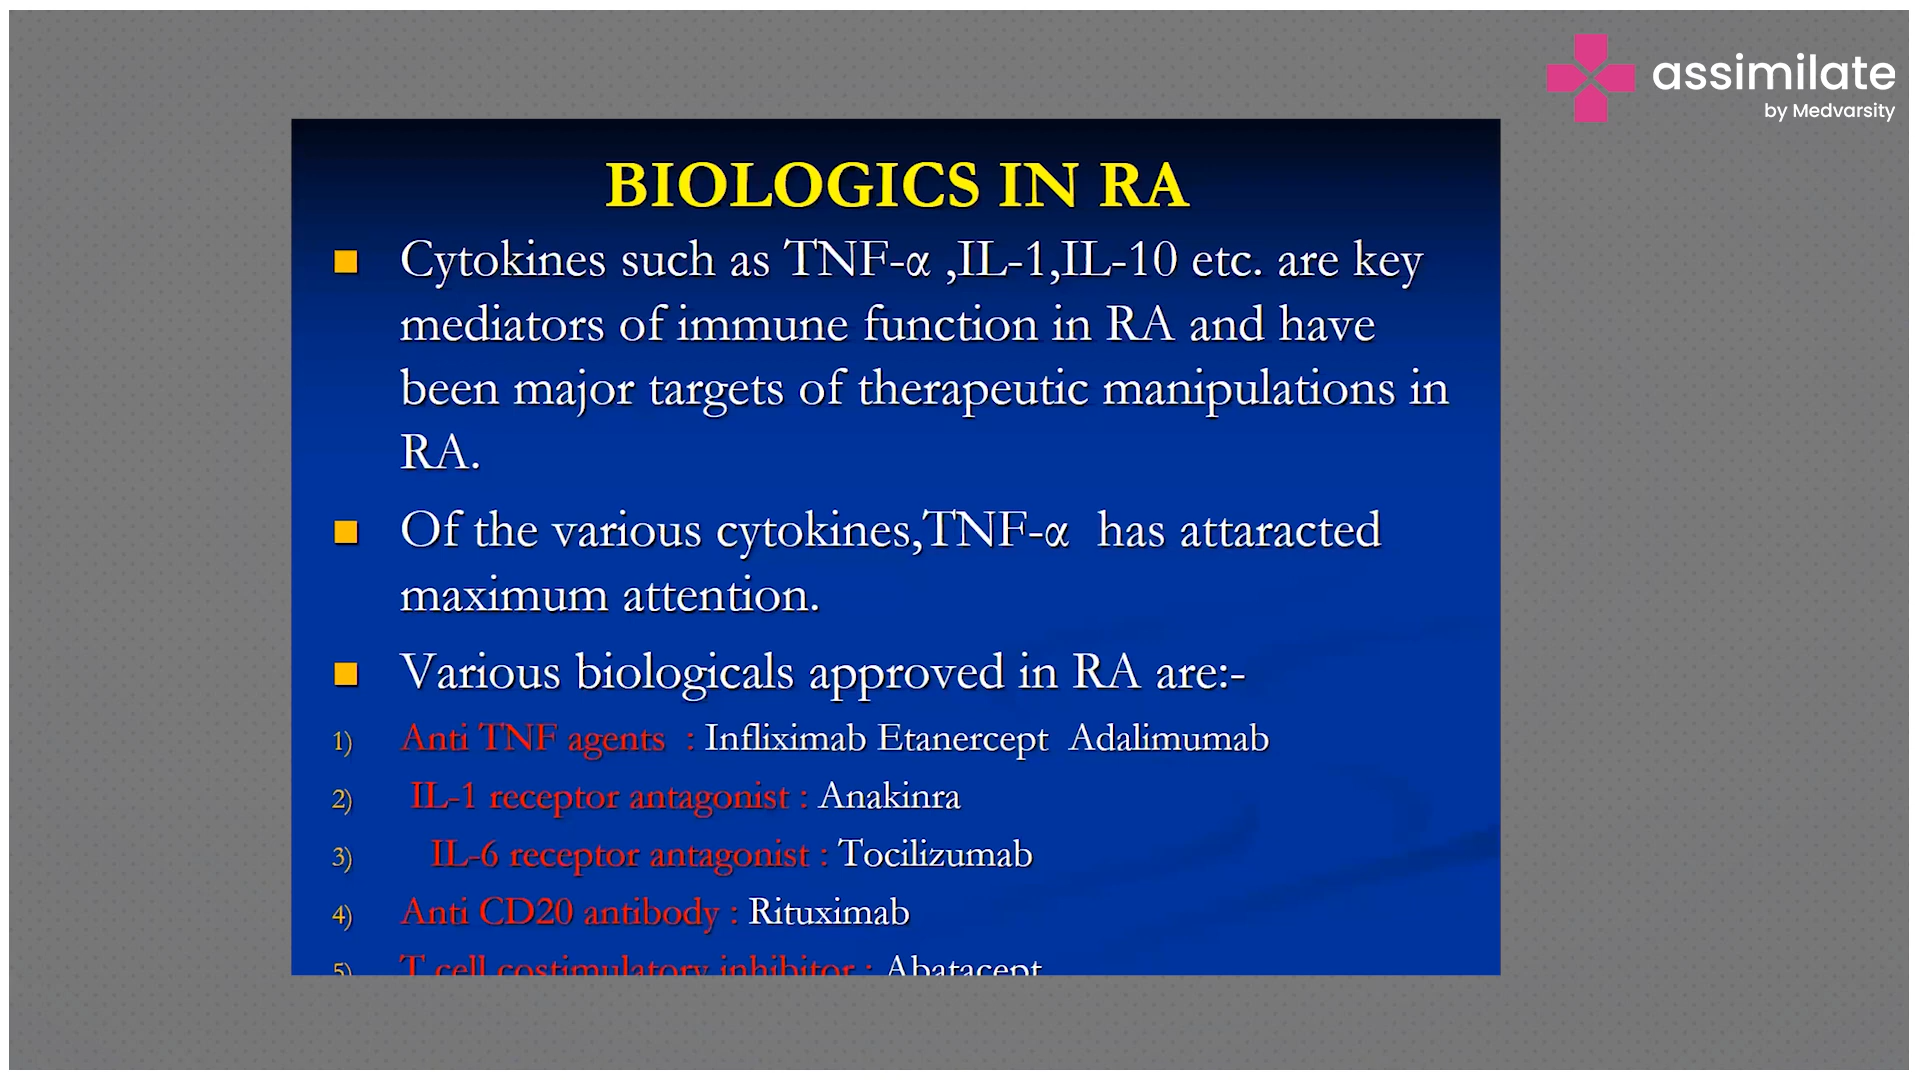 assimilate
by Medvarsity
BIOLOGICS IN RA
Cytokines such as TNF-α ,IL-1,IL-10 etc. are key
mediators of immune function in RA and have
been major targets of therapeutic manipulations in
RA.
Of the various cytokines,TNF-α has attaracted
maximum attention.
Various biologicals approved in RA are:-
1) Anti TNF agents : Infliximab Etanercept Adalimumab
2) IL-1 receptor antagonist : Anakinra
3) IL-6 receptor antagonist : Tocilizumab
4) Anti CD20 antibody : Rituximab
5) T cell costimulatory inhibitor : Abatacept